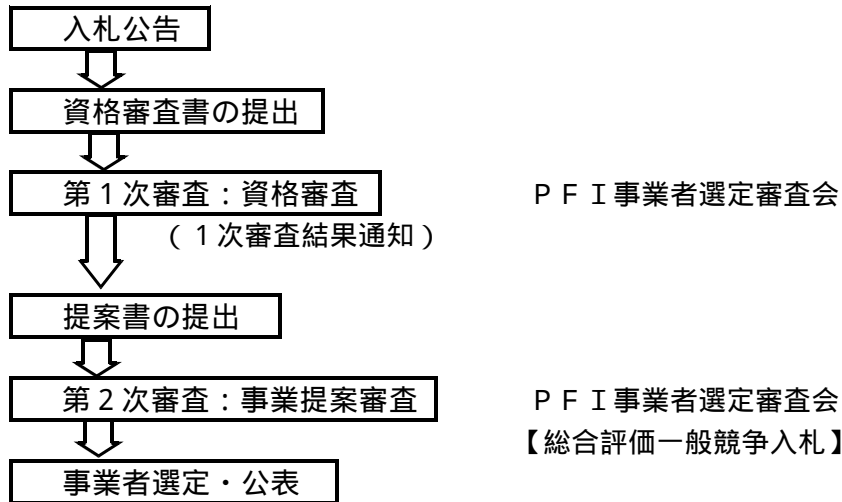 入札公告
資格審査書の提出
第１次審査：資格審査　ＰＦＩ事業者選定審査会
（１次審査結果通知）
提案書の提出
第２次審査：事業提案審査　ＰＦＩ事業者選定審査会
【総合評価一般競争入札】
事業者選定・公表